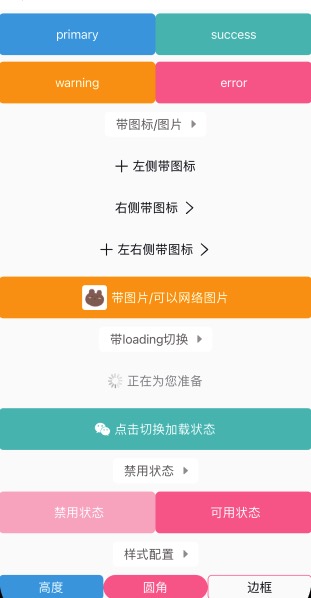 primary success
warning error
带图标/图片
左侧带图标
右侧带图标
左右侧带图标
带图片/可以网络图片
带loading切换
正在为您准备
点击切换加载状态
禁用状态
禁用状态 可用状态
样式配置
高度 圆角 边框